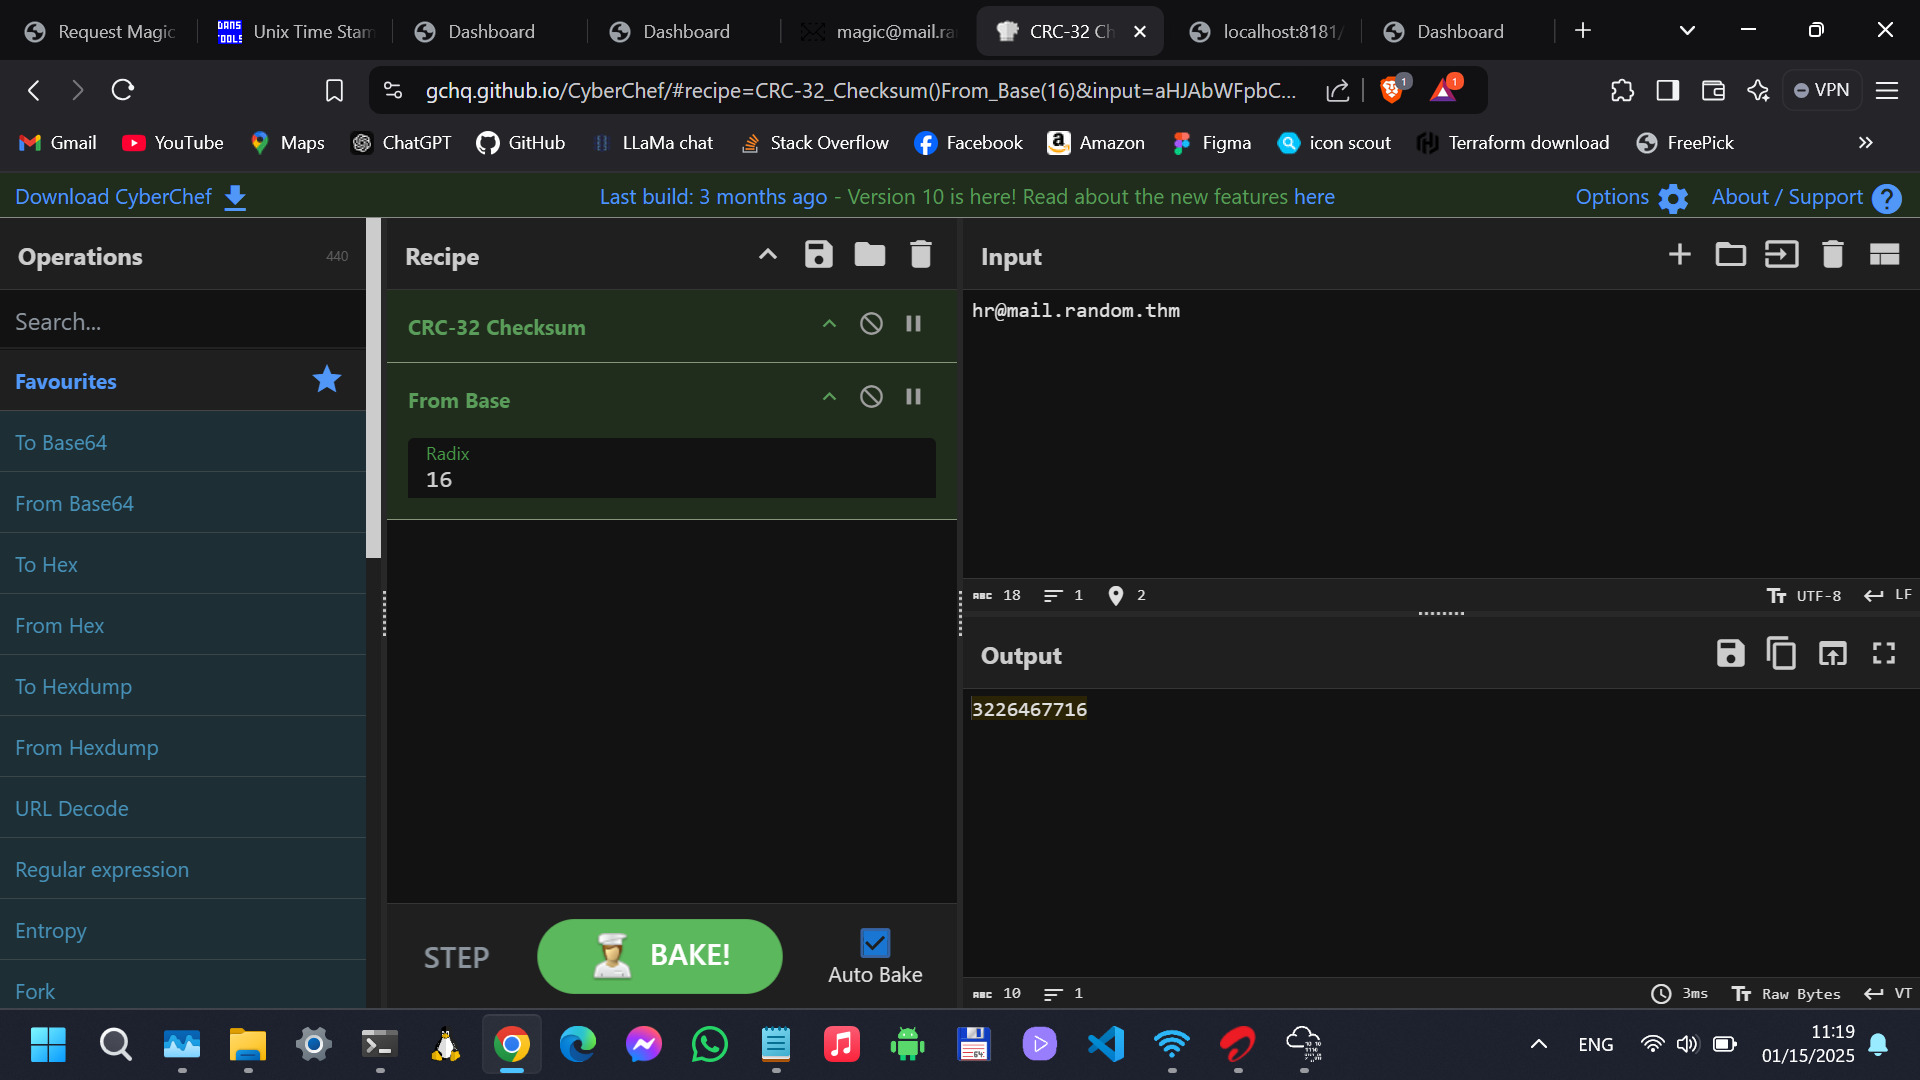 Request Magic
DANS TOOLS Unix Time Stam
Dashboard
Dashboard
magic@mail.ra
CRC-32 Ch
localhost:8181/
Dashboard
gchq.github.io/CyberChef/#recipe=CRC-32_Checksum()From_Base(16)&input=aHJAbWFpbC...
1
1
VPN
Gmail
YouTube
Maps
ChatGPT
GitHub
LLaMa chat
Stack Overflow
Facebook
Amazon
Figma
icon scout
Terraform download
FreePick
Download CyberChef
Last build: 3 months ago - Version 10 is here! Read about the new features here
Options
About / Support
Operations
440
Search...
Favourites
To Base64
From Base64
To Hex
From Hex
To Hexdump
From Hexdump
URL Decode
Regular expression
Entropy
Fork
Recipe
CRC-32 Checksum
From Base
Radix
16
STEP
BAKE!
Auto Bake
Input
hr@mail.random.thm
ABC 18
1
2
UTF-8
LF
Output
3226467716
ABC 10
1
3ms
Raw Bytes
VT
ENG
11:19
01/15/2025